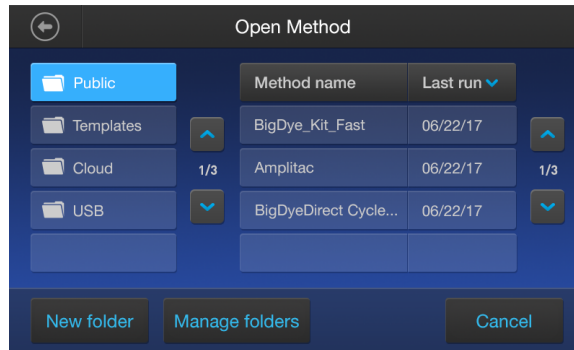 Open Method
Public
Templates
Cloud
USB
1/3
Method name Last run
BigDye_Kit_Fast 06/22/17
Amplitac 06/22/17
BigDyeDirect Cycle... 06/22/17
1/3
New folder Manage folders Cancel